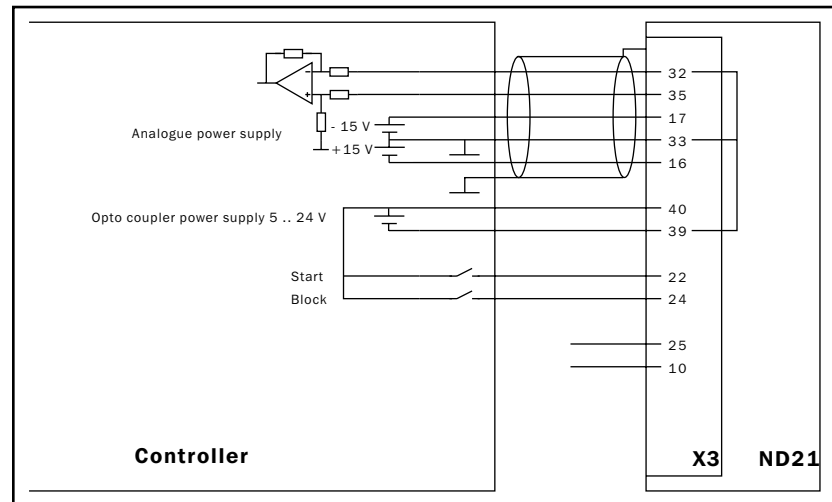 32
35
17
- 15 V
Analogue power supply
33
+15 V
16
40
Opto coupler power supply 5 .. 24 V
39
Start
22
Block
24
25
10
Controller
X3
ND21